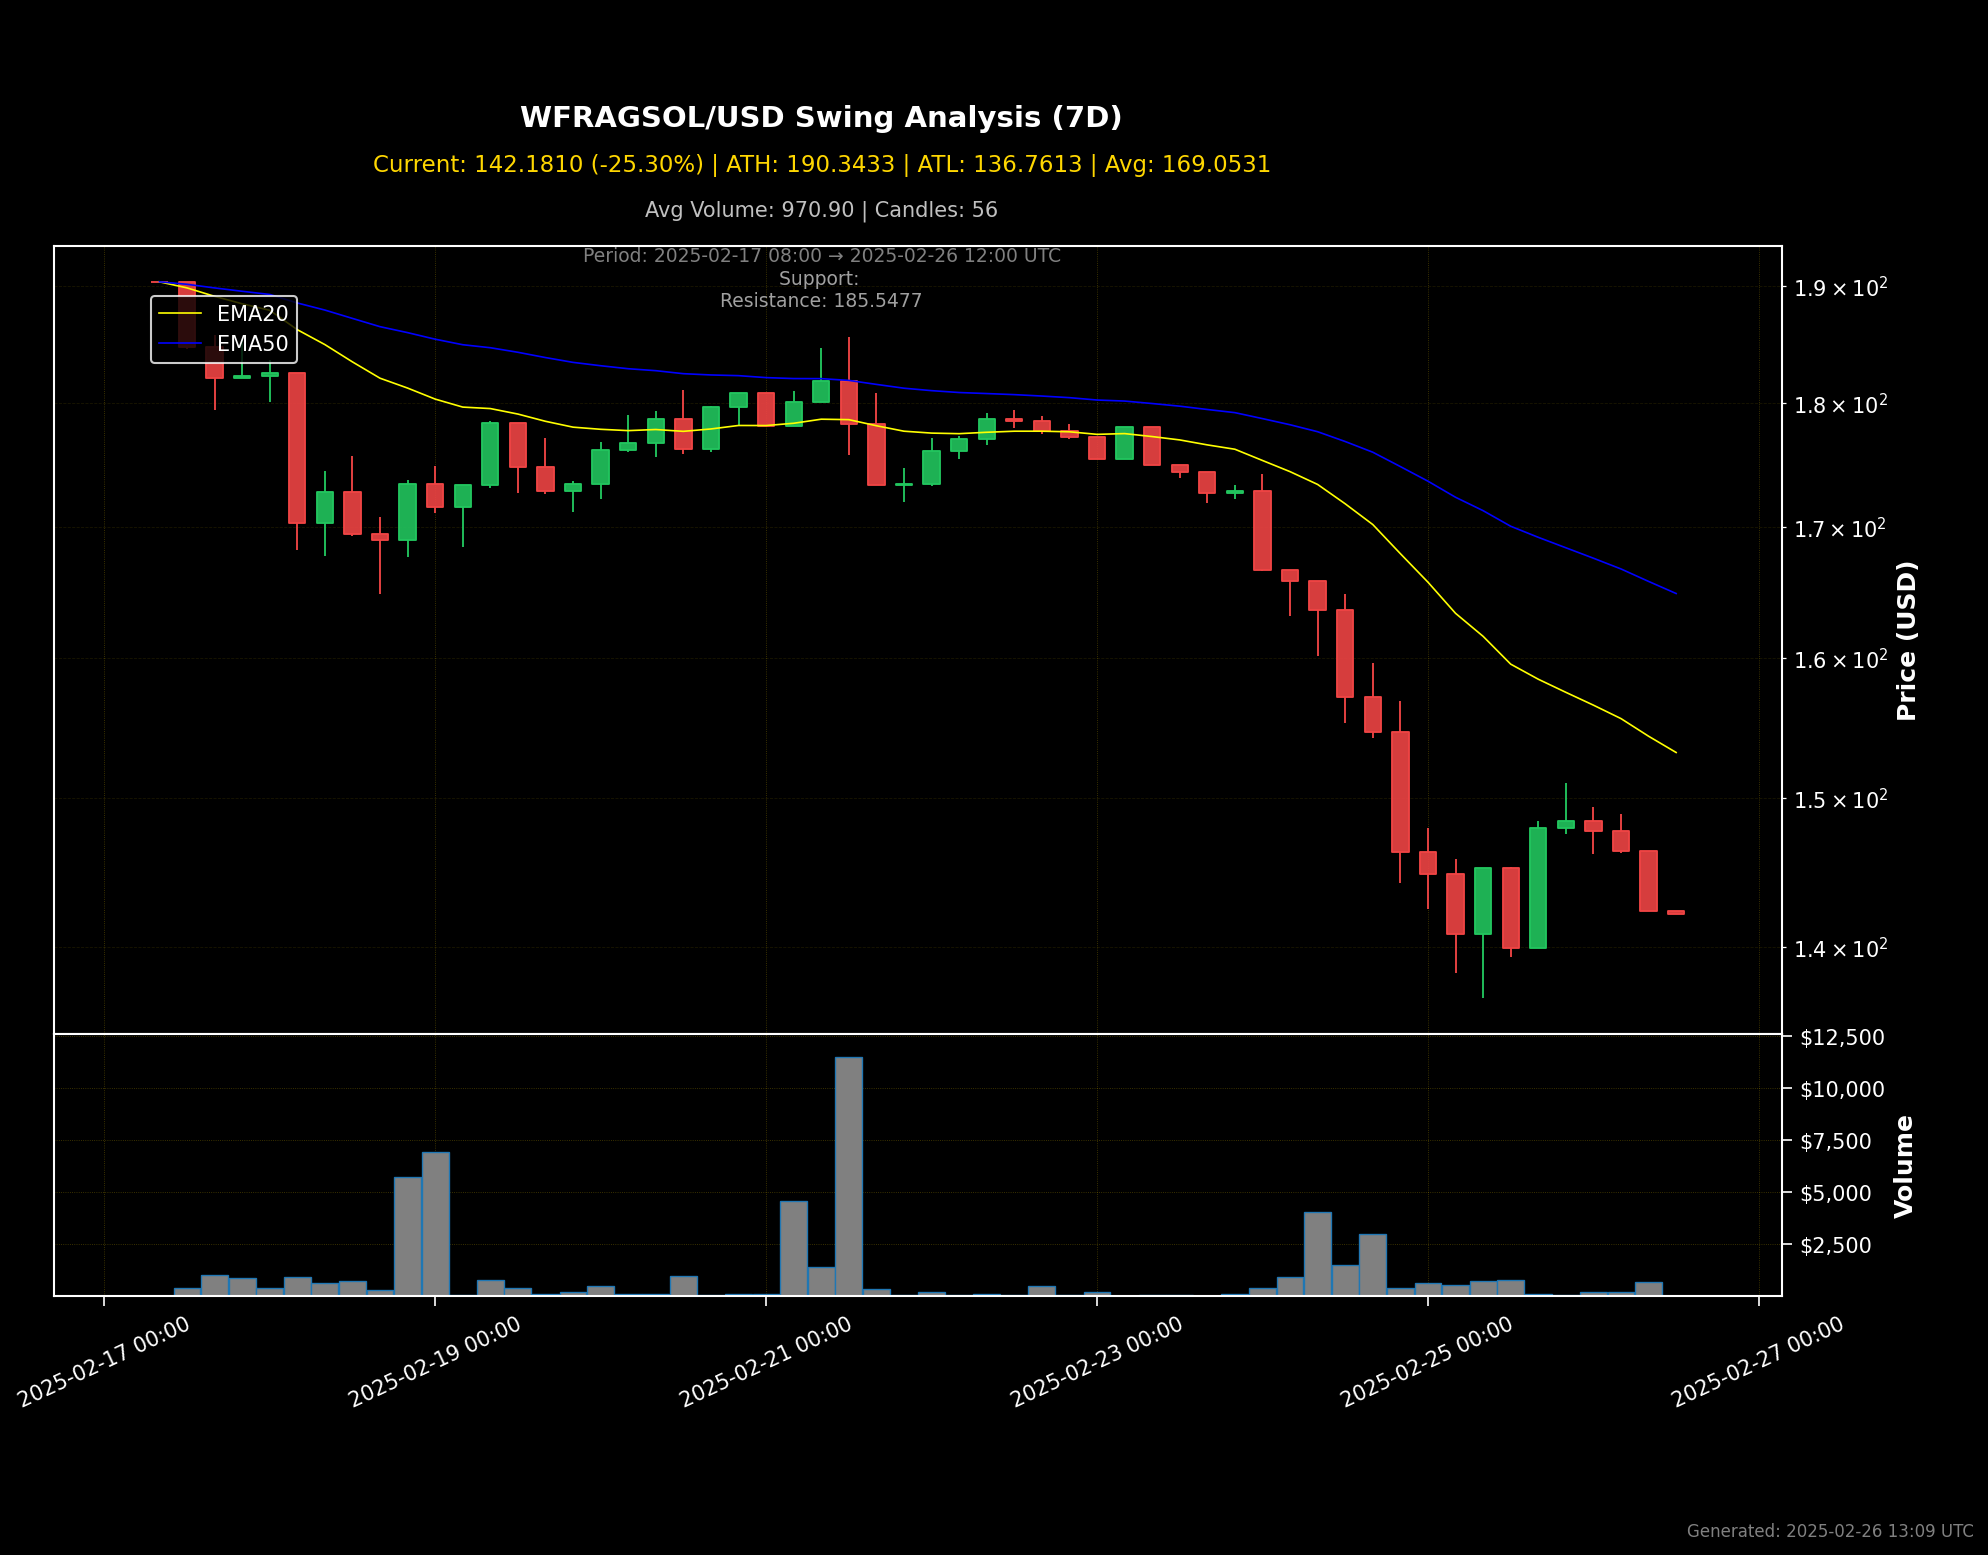 WFRAGSOL/USD Swing Analysis (7D)
Current: 142.1810 (-25.30%) | ATH: 190.3433 | ATL: 136.7613 | Avg: 169.0531
Avg Volume: 970.90 | Candles: 56
Period: 2025-02-17 08:00 → 2025-02-26 12:00 UTC
Support:
Resistance: 185.5477
EMA20
EMA50
1.9 × 10²
1.8 × 10²
1.7 × 10²
1.6 × 10²
1.5 × 10²
1.4 × 10²
Price (USD)
$12,500
$10,000
$7,500
$5,000
$2,500
Volume
2025-02-17 00:00
2025-02-19 00:00
2025-02-21 00:00
2025-02-23 00:00
2025-02-25 00:00
2025-02-27 00:00
Generated: 2025-02-26 13:09 UTC